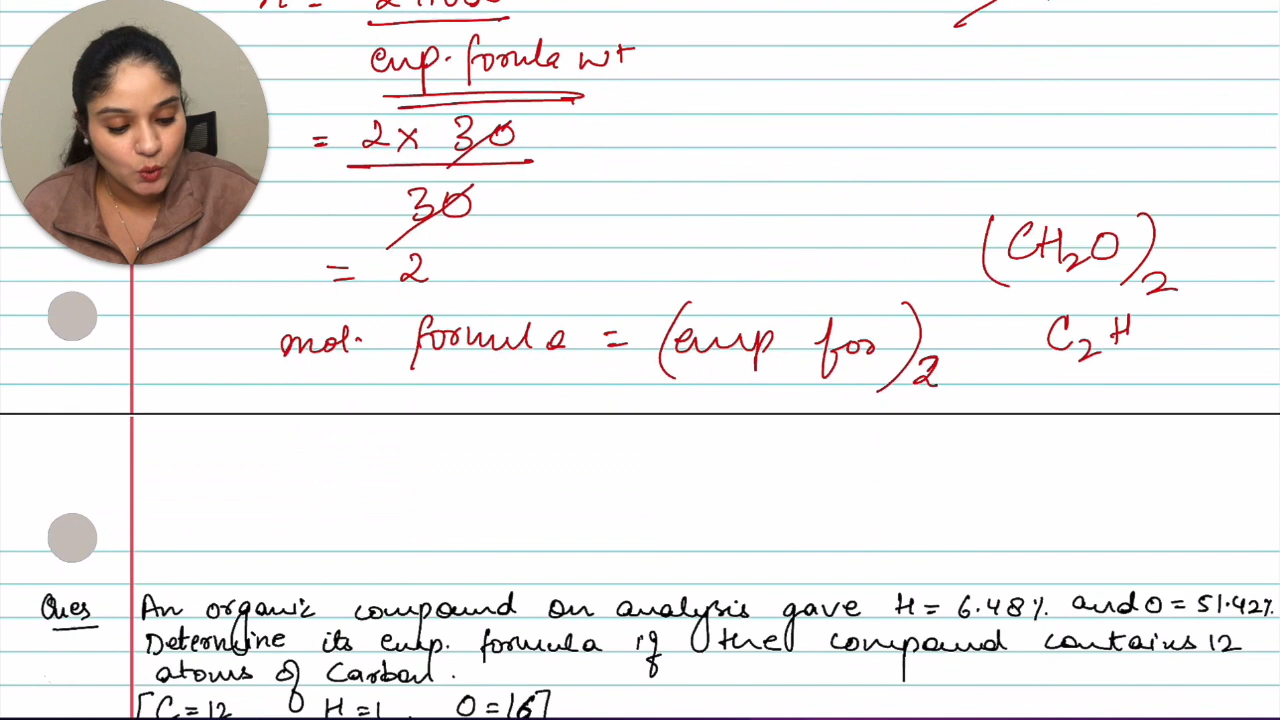 emp. formula wt
= 2 x 30
30
= 2
(CH2O)2
mol. formula = (emp for)2
C2H
Ques An organic compound on analysis gave H = 6.48%. and O = 51.42%.
Determine its emp. formula if the compound contains 12
atoms of Carbon.
[C=12 H=1, O=16]